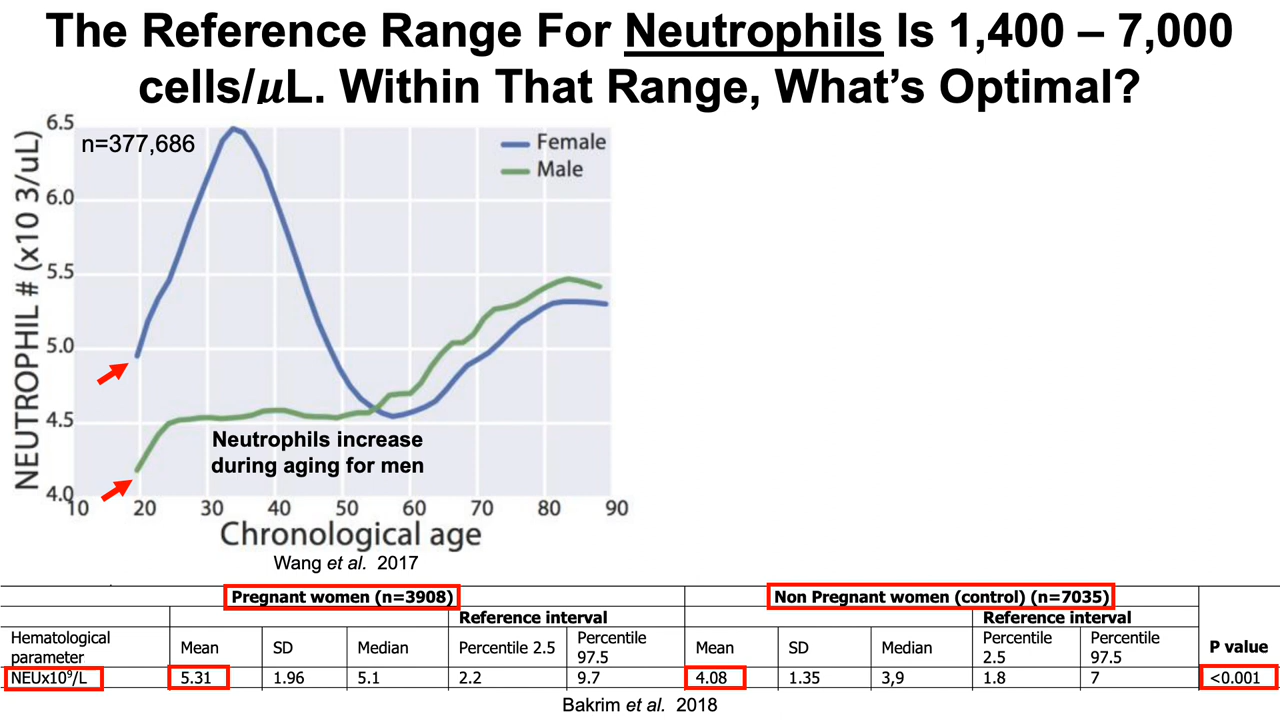 The Reference Range For Neutrophils Is 1,400 – 7,000
cells/𝝁L. Within That Range, What's Optimal?
n=377,686
Female
Male
NEUTROPHIL # (x10 3/uL)
6.5
6.0
5.5
5.0
4.5
4.0
Neutrophils increase
during aging for men
10 20 30 40 50 60 70 80 90
Chronological age
Wang et al. 2017
Pregnant women (n=3908) Non Pregnant women (control) (n=7035)
Reference interval Reference interval
Hematological parameter Mean SD Median Percentile 2.5 Percentile 97.5 Mean SD Median Percentile 2.5 Percentile 97.5 P value
NEUx10⁹/L 5.31 1.96 5.1 2.2 9.7 4.08 1.35 3,9 1.8 7 <0.001
Bakrim et al. 2018